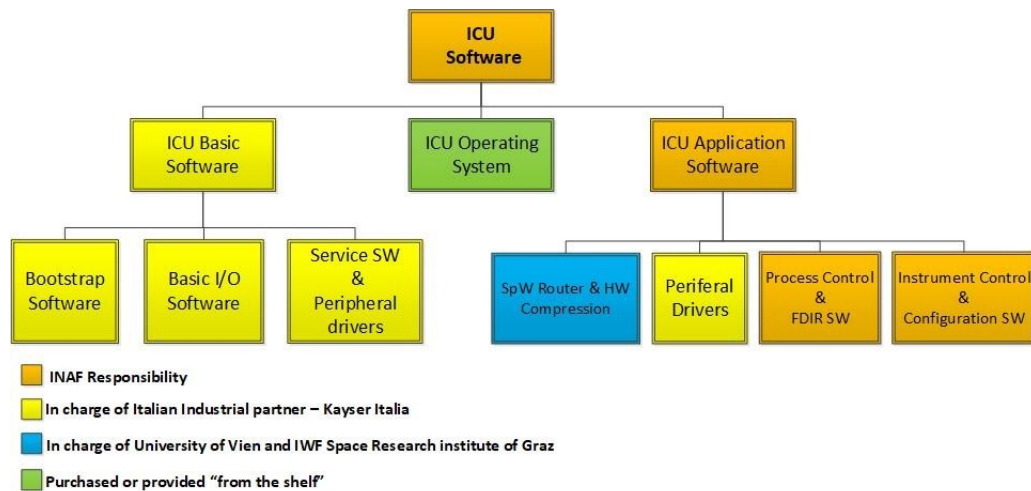 ICU
Software
ICU Basic
Software
ICU Operating
System
ICU Application
Software
Bootstrap
Software
Basic I/O
Software
Service SW
&
Peripheral
drivers
SpW Router & HW
Compression
Periferal
Drivers
Process Control
&
FDIR SW
Instrument Control
&
Configuration SW
INAF Responsibility
In charge of Italian Industrial partner – Kayser Italia
In charge of University of Vien and IWF Space Research institute of Graz
Purchased or provided “from the shelf”